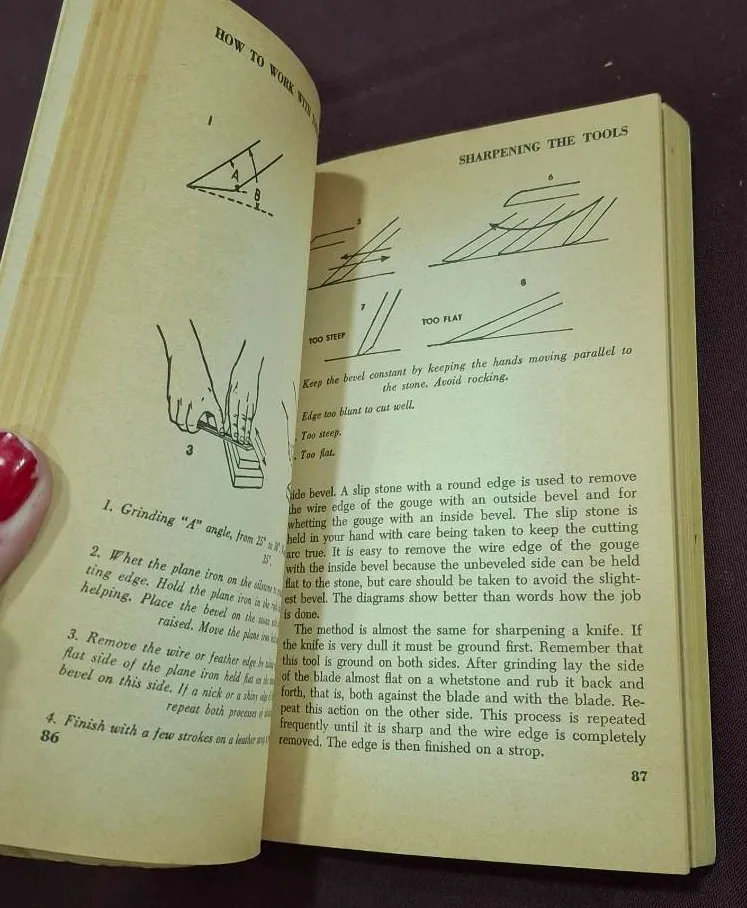 HOW TO WORK WITH
1
A
B
3
1. Grinding "A" angle, from 25° to 30°
35°.
2. Whet the plane iron on the oilstone
ting edge. Hold the plane iron in the
helping. Place the bevel on the stone
raised. Move the plane iron
3. Remove the wire or feather edge by
flat side of the plane iron held flat on the
bevel on this side. If a nick or a shiny edge
repeat both processes
4. Finish with a few strokes on a leather
86
SHARPENING THE TOOLS
5
6
7
8
TOO STEEP
TOO FLAT
Keep the bevel constant by keeping the hands moving parallel to
the stone. Avoid rocking.
Edge too blunt to cut well.
. Too steep.
. Too flat.
side bevel. A slip stone with a round edge is used to remove
the wire edge of the gouge with an outside bevel and for
whetting the gouge with an inside bevel. The slip stone is
held in your hand with care being taken to keep the cutting
arc true. It is easy to remove the wire edge of the gouge
with the inside bevel because the unbeveled side can be held
flat to the stone, but care should be taken to avoid the slight-
est bevel. The diagrams show better than words how the job
is done.
The method is almost the same for sharpening a knife. If
the knife is very dull it must be ground first. Remember that
this tool is ground on both sides. After grinding lay the side
of the blade almost flat on a whetstone and rub it back and
forth, that is, both against the blade and with the blade. Re-
peat this action on the other side. This process is repeated
frequently until it is sharp and the wire edge is completely
removed. The edge is then finished on a strop.
87